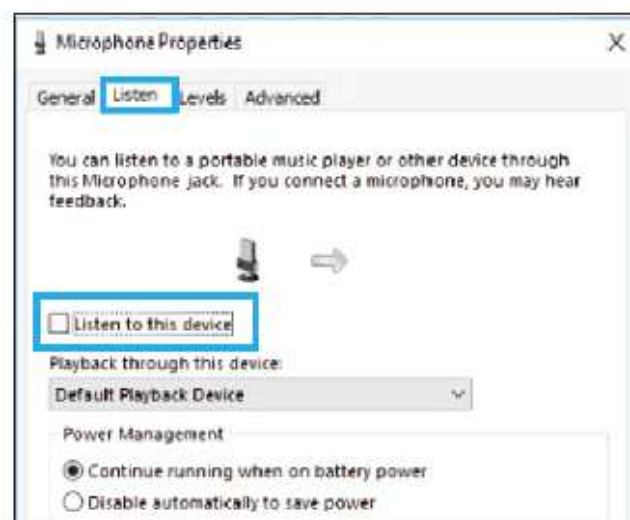 Microphone Properties
General Listen Levels Advanced
You can listen to a portable music player or other device through
this Microphone jack. If you connect a microphone, you may hear
feedback.
Listen to this device
Playback through this device:
Default Playback Device
Power Management
Continue running when on battery power
Disable automatically to save power